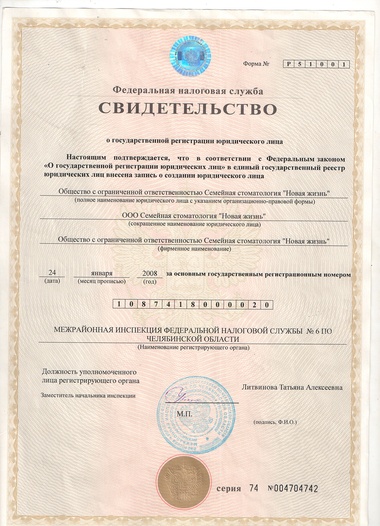 Форма № Р 5 1 0 0 1
Федеральная налоговая служба
СВИДЕТЕЛЬСТВО
о государственной регистрации юридического лица
Настоящим подтверждается, что в соответствии с Федеральным законом
«О государственной регистрации юридических лиц» в единый государственный реестр
юридических лиц внесена запись о создании юридического лица
Общество с ограниченной ответственностью Семейная стоматология "Новая жизнь"
(полное наименование юридического лица с указанием организационно-правовой формы)
ООО Семейная стоматология "Новая жизнь"
(сокращенное наименование юридического лица)
Общество с ограниченной ответственностью Семейная стоматология "Новая жизнь"
(фирменное наименование)
24 января 2008 за основным государственным регистрационным номером
(дата) (месяц прописью) (год)
1 0 8 7 4 1 8 0 0 0 0 2 0
МЕЖРАЙОННАЯ ИНСПЕКЦИЯ ФЕДЕРАЛЬНОЙ НАЛОГОВОЙ СЛУЖБЫ № 6 ПО
ЧЕЛЯБИНСКОЙ ОБЛАСТИ
(Наименование регистрирующего органа)
Должность уполномоченного
лица регистрирующего органа
Заместитель начальника инспекции
Литвинова Татьяна Алексеевна
М.П.
(подпись, Ф.И.О.)
серия 74 №004704742